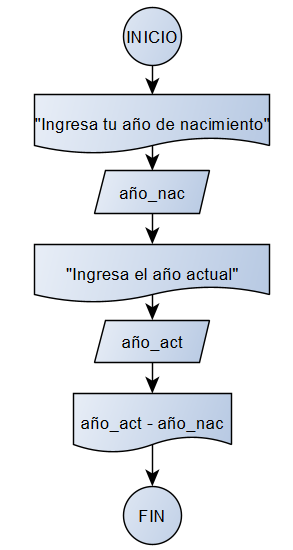 INICIO
"Ingresa tu año de nacimiento"
año_nac
"Ingresa el año actual"
año_act
año_act - año_nac
FIN